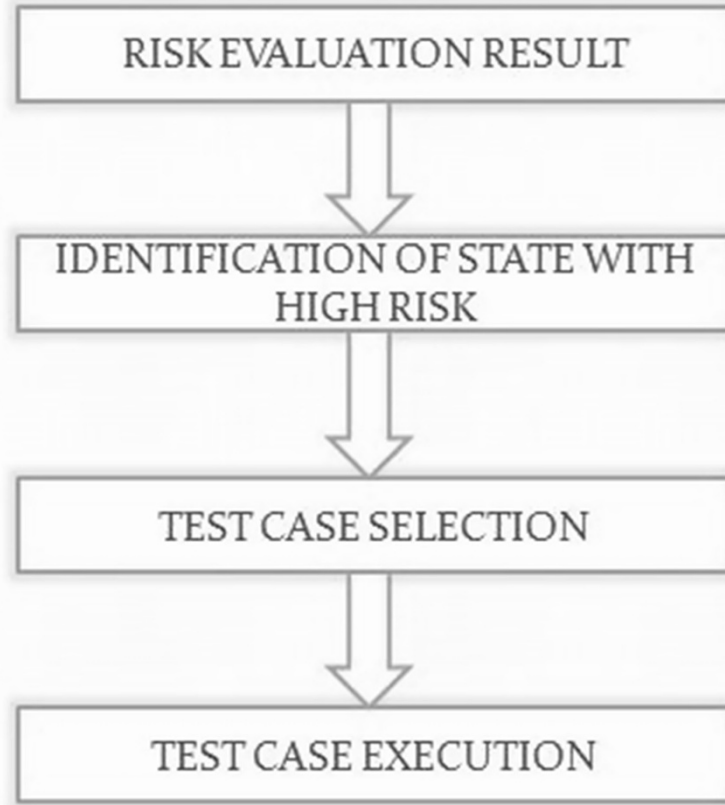 RISK EVALUATION RESULT
IDENTIFICATION OF STATE WITH
HIGH RISK
TEST CASE SELECTION
TEST CASE EXECUTION